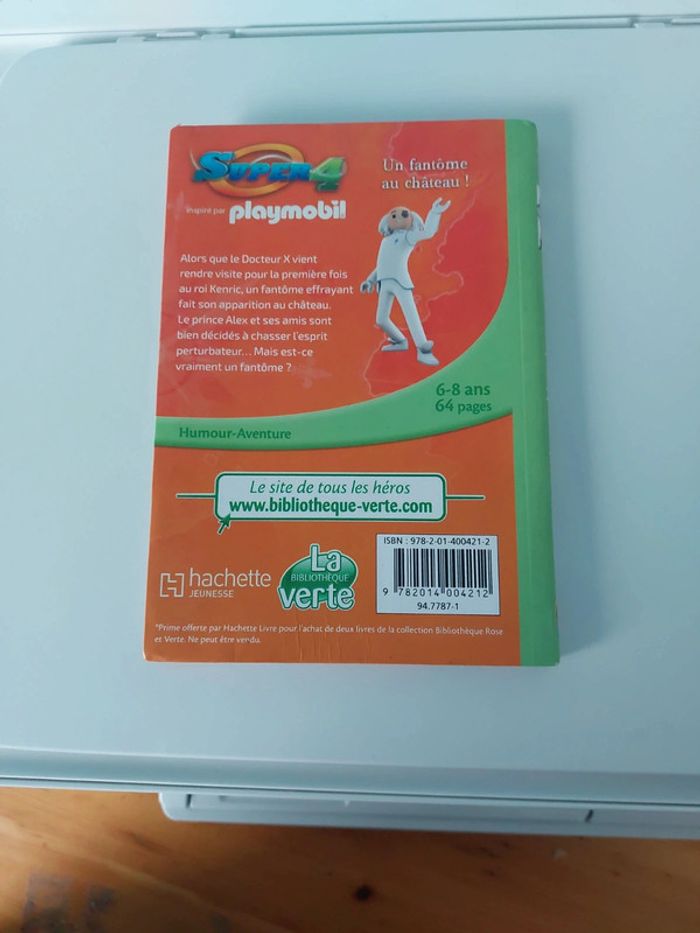 SUPER4
inspiré par playmobil
Un fantôme
au château !
Alors que le Docteur X vient
rendre visite pour la première fois
au roi Kenric, un fantôme effrayant
fait son apparition au château.
Le prince Alex et ses amis sont
bien décidés à chasser l'esprit
perturbateur... Mais est-ce
vraiment un fantôme ?
6-8 ans
64 pages
Humour-Aventure
Le site de tous les héros
www.bibliotheque-verte.com
hachette
JEUNESSE
La
BIBLIOTHÈQUE
verte
ISBN : 978-2-01-400421-2
9 782014 004212
94.7787-1
*Prime offerte par Hachette Livre pour l'achat de deux livres de la collection Bibliothèque Rose
et Verte. Ne peut être vendu.